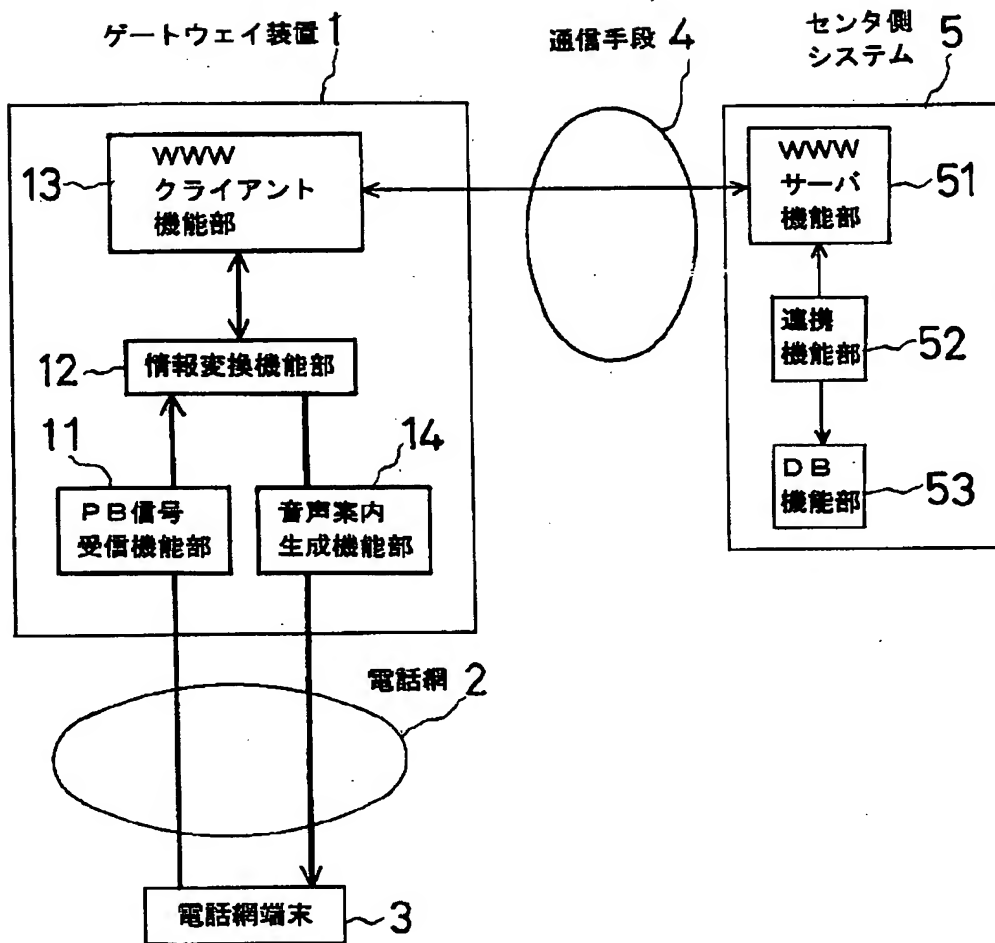 ゲートウェイ装置 1
通信手段 4
センタ側
システム
5
WWW
クライアント
機能部
13
WWW
サーバ
機能部
51
連携
機能部
52
12
情報変換機能部
11
14
PB信号
受信機能部
音声案内
生成機能部
DB
機能部
53
電話網 2
電話網端末
3